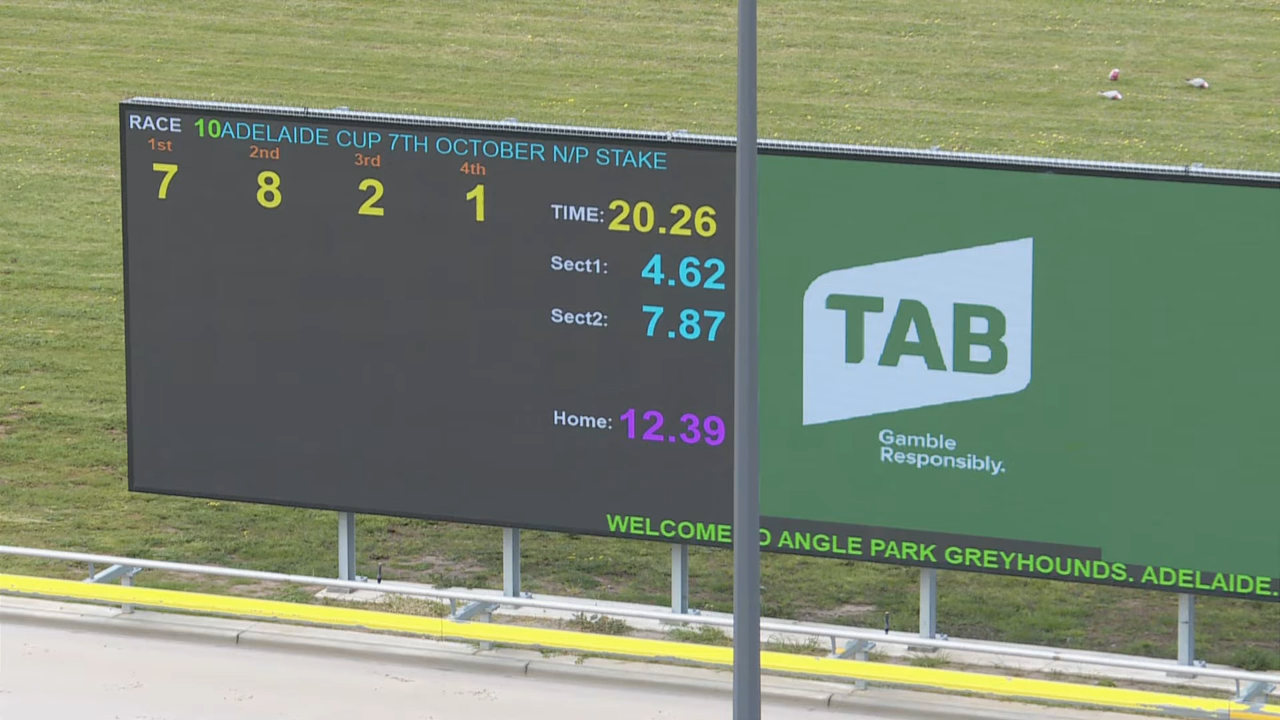 RACE 10ADELAIDE CUP 7TH OCTOBER N/P STAKE
1st 2nd 3rd 4th
7 8 2 1
TIME: 20.26
Sect1: 4.62
Sect2: 7.87
Home: 12.39
TAB
Gamble
Responsibly.
WELCOME O ANGLE PARK GREYHOUNDS. ADELAIDE.